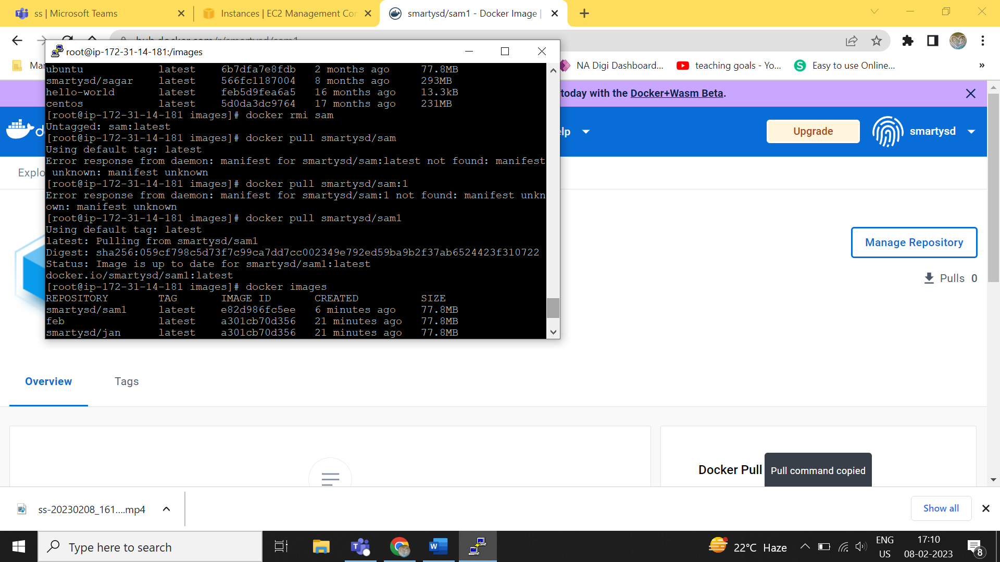 ss | Microsoft Teams
Instances | EC2 Management Cor
smartysd/sam1 - Docker Image |
hub.docker.com/r/smartysd/sam1
Mar
NA Digi Dashboard...
teaching goals - Yo...
Easy to use Online...
»
root@ip-172-31-14-181:/images
ubuntu latest 6b7dfa7e8fdb 2 months ago 77.8MB
smartysd/sagar latest 566fc1187004 8 months ago 293MB
hello-world latest feb5d9fea6a5 16 months ago 13.3kB
centos latest 5d0da3dc9764 17 months ago 231MB
[root@ip-172-31-14-181 images]# docker rmi sam
Untagged: sam:latest
[root@ip-172-31-14-181 images]# docker pull smartysd/sam
Using default tag: latest
Error response from daemon: manifest for smartysd/sam:latest not found: manifest
unknown: manifest unknown
[root@ip-172-31-14-181 images]# docker pull smartysd/sam:1
Error response from daemon: manifest for smartysd/sam:1 not found: manifest unkn
own: manifest unknown
[root@ip-172-31-14-181 images]# docker pull smartysd/sam1
Using default tag: latest
latest: Pulling from smartysd/sam1
Digest: sha256:059cf798c5d73f7c99ca7dd7cc002349e792ed59ba9b2f37ab6524423f310722
Status: Image is up to date for smartysd/sam1:latest
docker.io/smartysd/sam1:latest
[root@ip-172-31-14-181 images]# docker images
REPOSITORY TAG IMAGE ID CREATED SIZE
smartysd/sam1 latest e82d986fc5ee 6 minutes ago 77.8MB
feb latest a301cb70d356 21 minutes ago 77.8MB
smartysd/jan latest a301cb70d356 21 minutes ago 77.8MB
today with the Docker+Wasm Beta.
d
elp
Upgrade
smartysd
Explo
Manage Repository
Pulls 0
Overview
Tags
Docker Pull
Pull command copied
ss-20230208_161....mp4
Show all
Type here to search
22°C Haze
ENG
US
17:10
08-02-2023
8